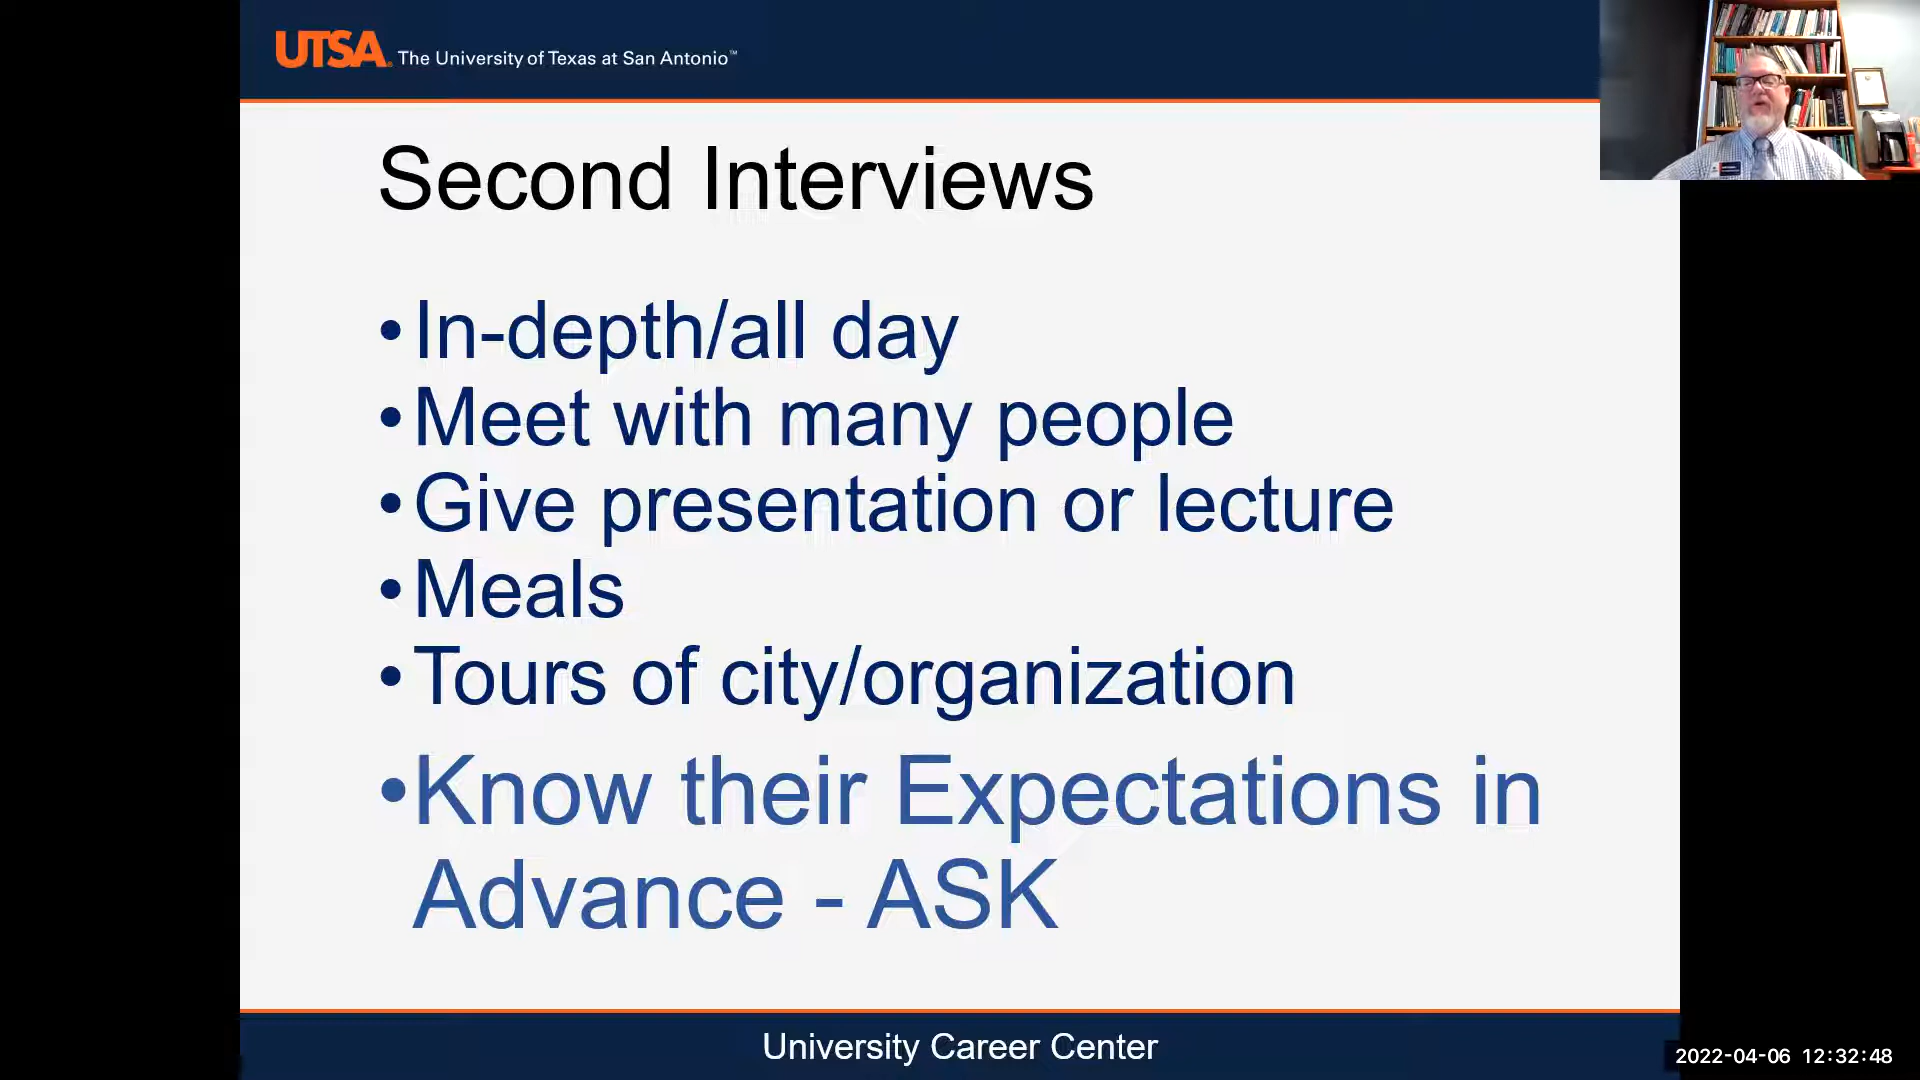 UTSA. The University of Texas at San Antonio™
Second Interviews
•In-depth/all day
•Meet with many people
•Give presentation or lecture
•Meals
•Tours of city/organization
•Know their Expectations in
Advance - ASK
University Career Center
2022-04-06 12:32:48